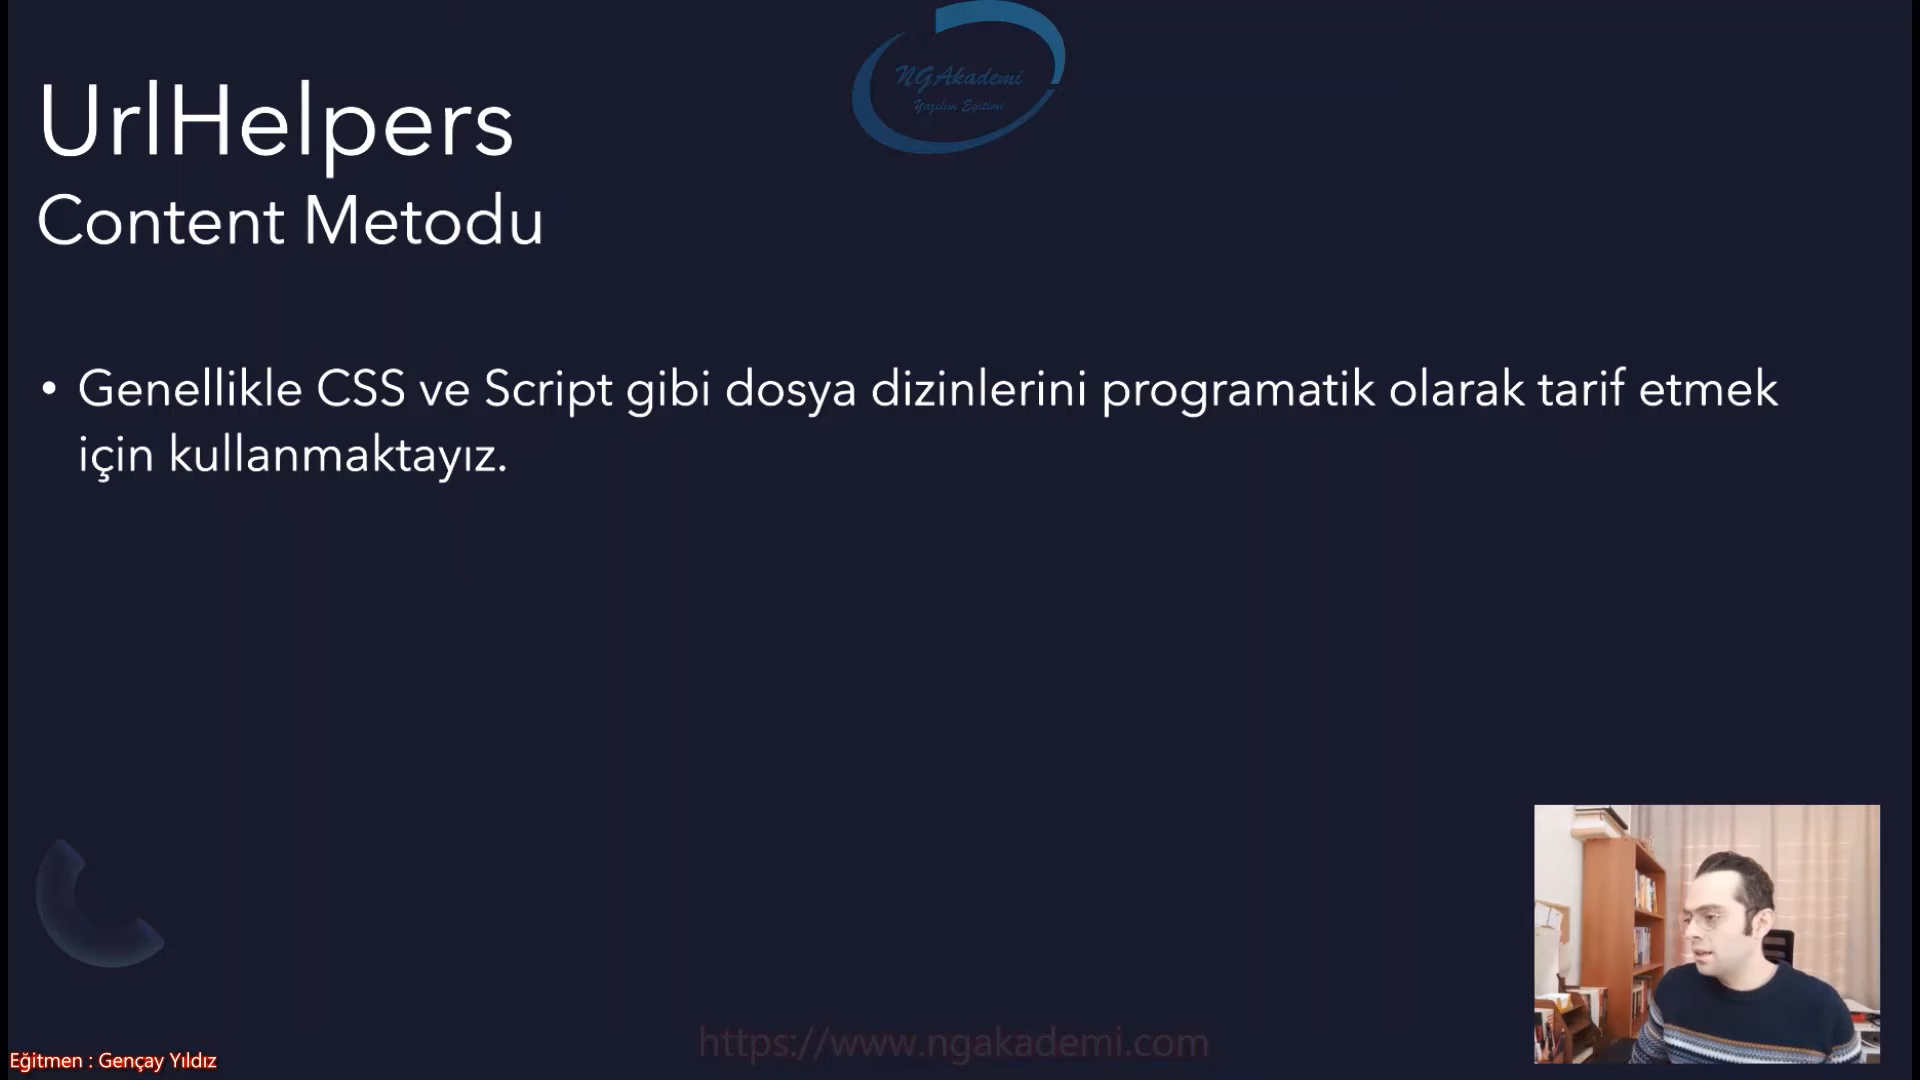 NGAkademi
Yazılım Eğitimi
UrlHelpers
Content Metodu
• Genellikle CSS ve Script gibi dosya dizinlerini programatik olarak tarif etmek
için kullanmaktayız.
https://www.ngakademi.com
Eğitmen : Gençay Yıldız